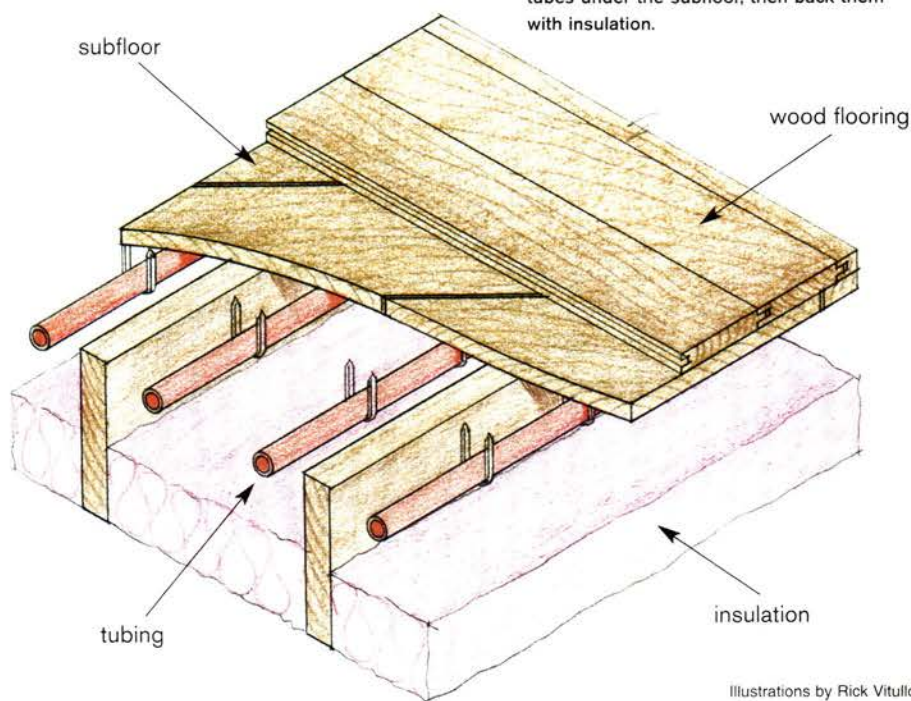 tubes under the subfloor, then back them
with insulation.
subfloor
wood flooring
tubing
insulation
Illustrations by Rick Vitullo